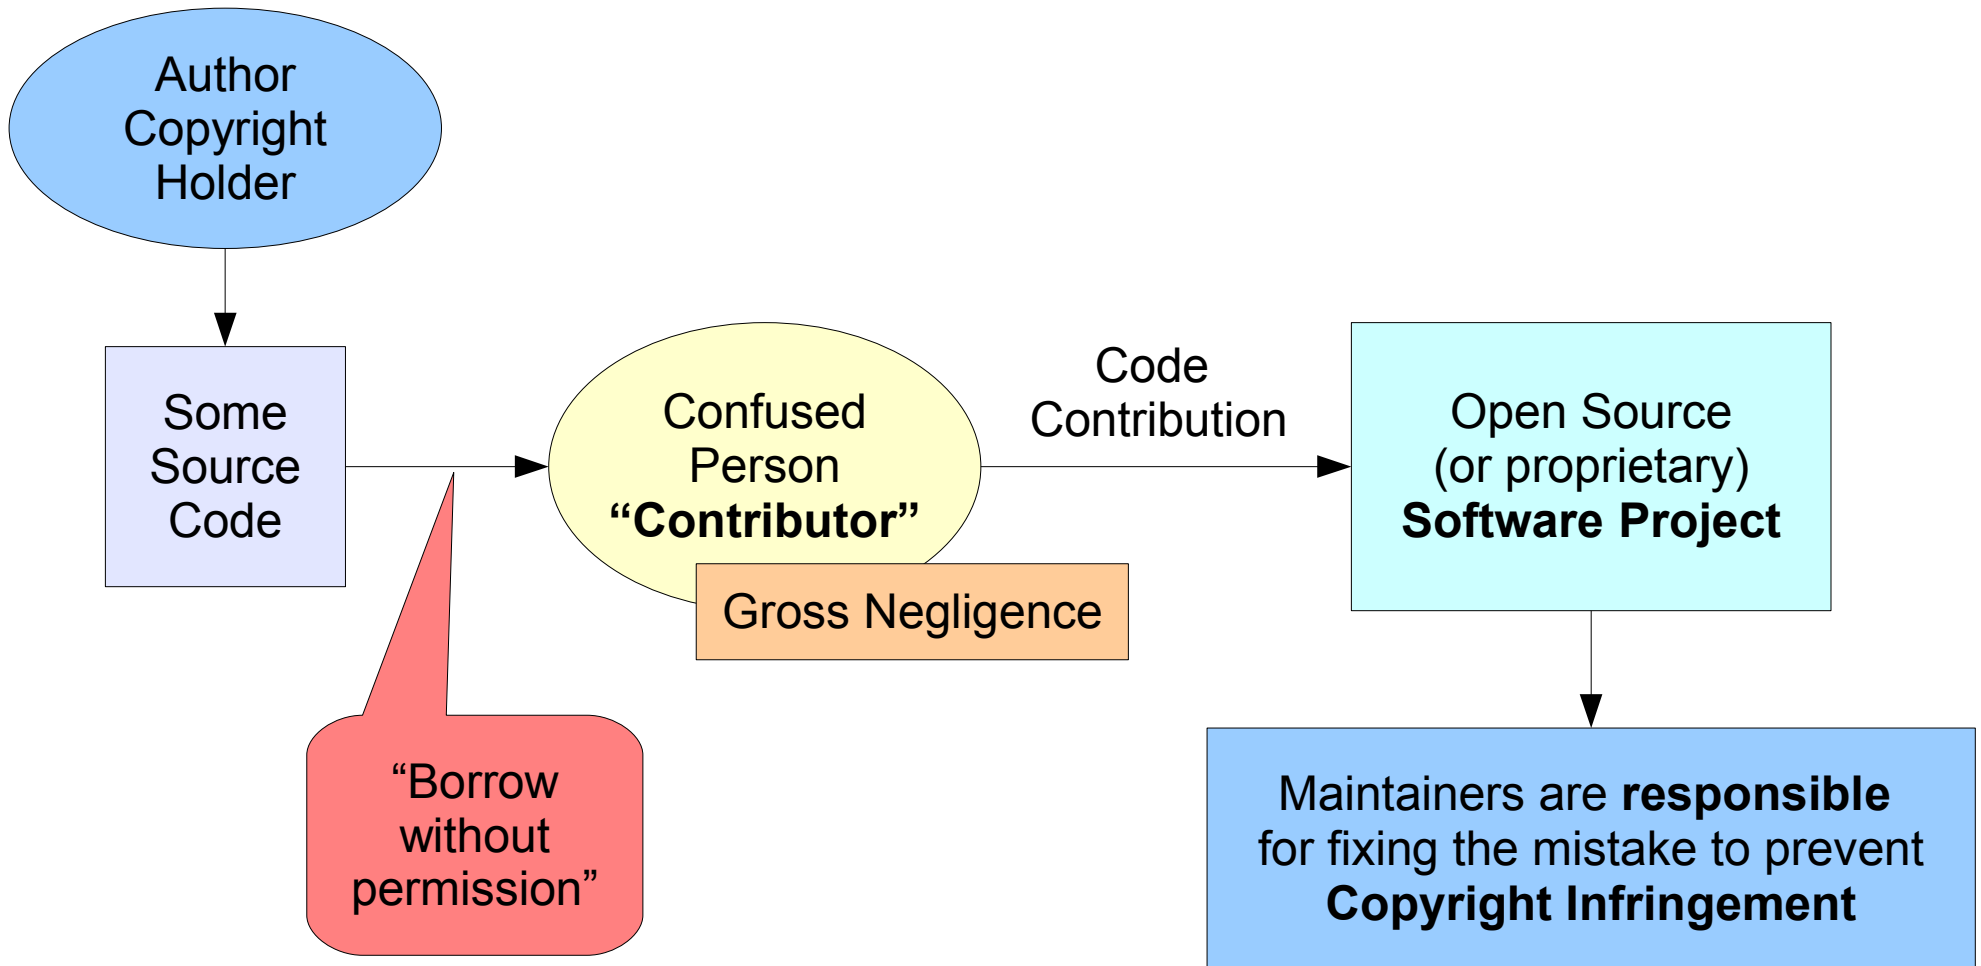 Author
Copyright
Holder
Some
Source
Code
“Borrow
without
permission”
Confused
Person
“Contributor”
Gross Negligence
Code
Contribution
Open Source
(or proprietary)
Software Project
Maintainers are responsible
for fixing the mistake to prevent
Copyright Infringement